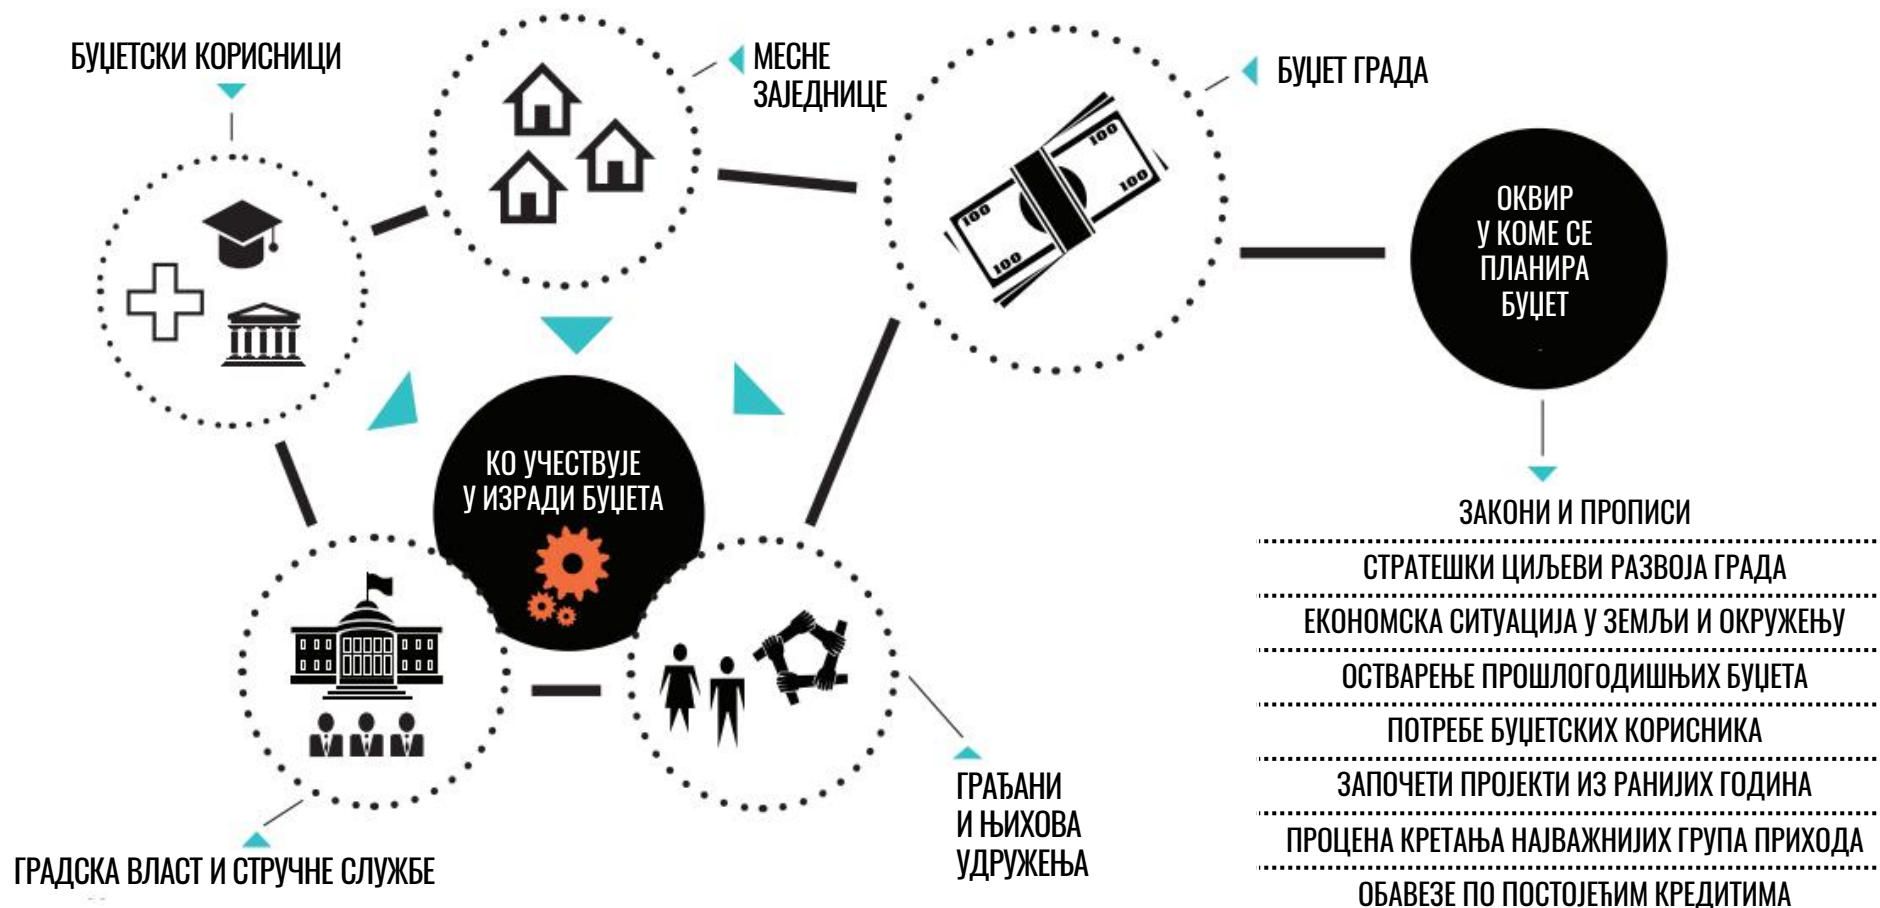 БУЏЕТСКИ КОРИСНИЦИ
МЕСНЕ
ЗАЈЕДНИЦЕ
БУЏЕТ ГРАДА
100
100
100
100
ОКВИР
У КОМЕ СЕ
ПЛАНИРА
БУЏЕТ
КО УЧЕСТВУЈЕ
У ИЗРАДИ БУЏЕТА
ГРАДСКА ВЛАСТ И СТРУЧНЕ СЛУЖБЕ
ГРАЂАНИ
И ЊИХОВА
УДРУЖЕЊА
ЗАКОНИ И ПРОПИСИ
СТРАТЕШКИ ЦИЉЕВИ РАЗВОЈА ГРАДА
ЕКОНОМСКА СИТУАЦИЈА У ЗЕМЉИ И ОКРУЖЕЊУ
ОСТВАРЕЊЕ ПРОШЛОГОДИШЊИХ БУЏЕТА
ПОТРЕБЕ БУЏЕТСКИХ КОРИСНИКА
ЗАПОЧЕТИ ПРОЈЕКТИ ИЗ РАНИЈИХ ГОДИНА
ПРОЦЕНА КРЕТАЊА НАЈВАЖНИЈИХ ГРУПА ПРИХОДА
ОБАВЕЗЕ ПО ПОСТОЈЕЋИМ КРЕДИТИМА